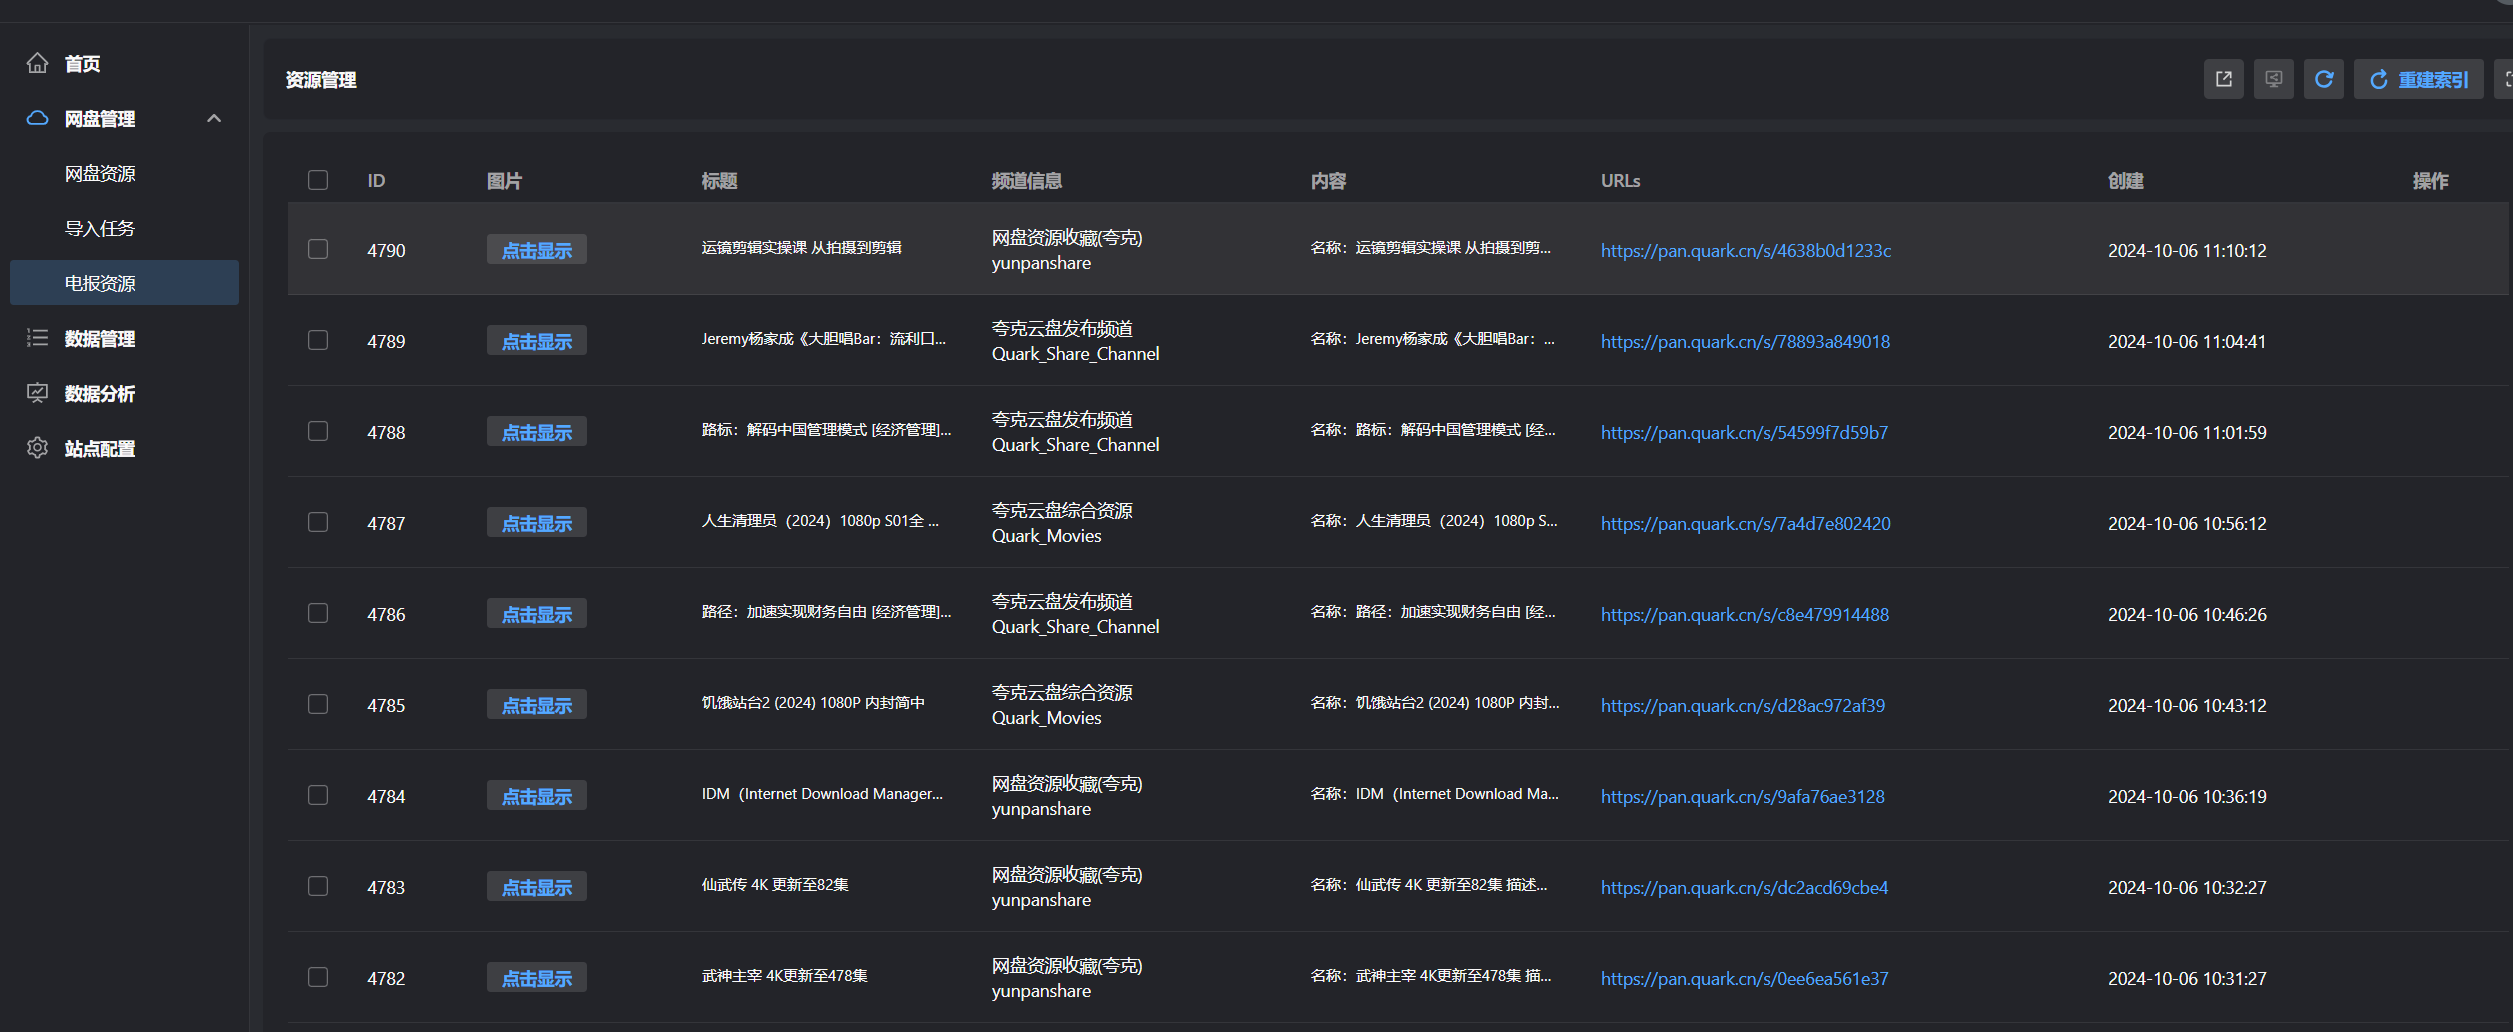 首页
网盘管理
网盘资源
导入任务
电报资源
数据管理
数据分析
站点配置
资源管理
重建索引
ID 图片 标题 频道信息 内容 URLs 创建 操作
4790 点击显示 运镜剪辑实操课 从拍摄到剪辑 网盘资源收藏(夸克) yunpanshare 名称：运镜剪辑实操课 从拍摄到剪... https://pan.quark.cn/s/4638b0d1233c 2024-10-06 11:10:12
4789 点击显示 Jeremy杨家成《大胆唱Bar：流利口... 夸克云盘发布频道 Quark_Share_Channel 名称：Jeremy杨家成《大胆唱Bar：... https://pan.quark.cn/s/78893a849018 2024-10-06 11:04:41
4788 点击显示 路标：解码中国管理模式 [经济管理]... 夸克云盘发布频道 Quark_Share_Channel 名称：路标：解码中国管理模式 [经... https://pan.quark.cn/s/54599f7d59b7 2024-10-06 11:01:59
4787 点击显示 人生清理员（2024）1080p S01全 ... 夸克云盘综合资源 Quark_Movies 名称：人生清理员（2024）1080p S... https://pan.quark.cn/s/7a4d7e802420 2024-10-06 10:56:12
4786 点击显示 路径：加速实现财务自由 [经济管理]... 夸克云盘发布频道 Quark_Share_Channel 名称：路径：加速实现财务自由 [经... https://pan.quark.cn/s/c8e479914488 2024-10-06 10:46:26
4785 点击显示 饥饿站台2 (2024) 1080P 内封简中 夸克云盘综合资源 Quark_Movies 名称：饥饿站台2 (2024) 1080P 内封... https://pan.quark.cn/s/d28ac972af39 2024-10-06 10:43:12
4784 点击显示 IDM（Internet Download Manager... 网盘资源收藏(夸克) yunpanshare 名称：IDM（Internet Download Ma... https://pan.quark.cn/s/9afa76ae3128 2024-10-06 10:36:19
4783 点击显示 仙武传 4K 更新至82集 网盘资源收藏(夸克) yunpanshare 名称：仙武传 4K 更新至82集 描述... https://pan.quark.cn/s/dc2acd69cbe4 2024-10-06 10:32:27
4782 点击显示 武神主宰 4K更新至478集 网盘资源收藏(夸克) yunpanshare 名称：武神主宰 4K更新至478集 描... https://pan.quark.cn/s/0ee6ea561e37 2024-10-06 10:31:27